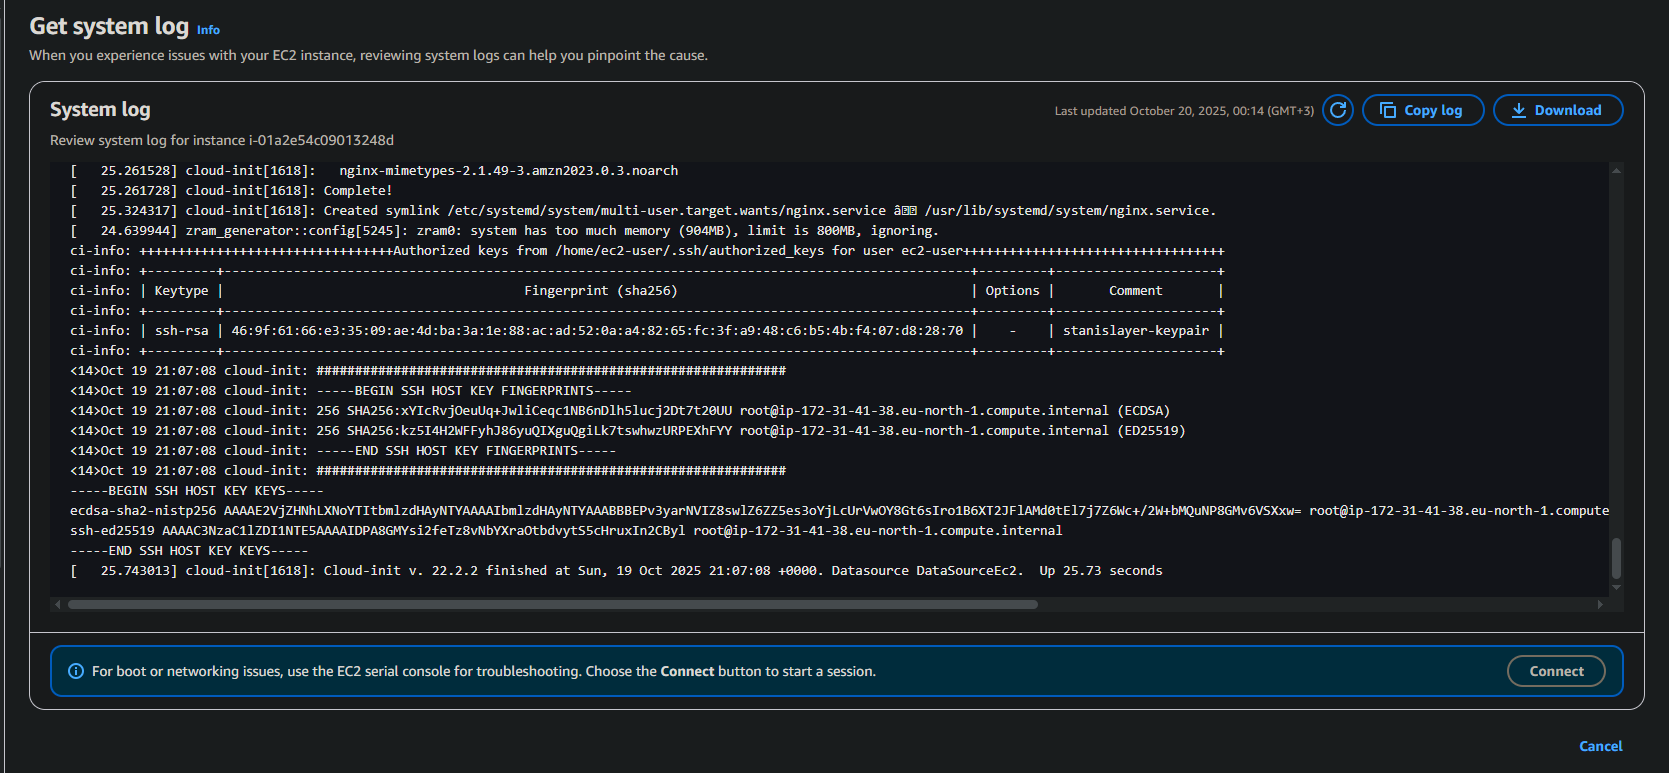 Get system log Info
When you experience issues with your EC2 instance, reviewing system logs can help you pinpoint the cause.
System log
Last updated October 20, 2025, 00:14 (GMT+3)
Copy log
Download
Review system log for instance i-01a2e54c09013248d
[   25.261528] cloud-init[1618]:   nginx-mimetypes-2.1.49-3.amzn2023.0.3.noarch
[   25.261728] cloud-init[1618]: Complete!
[   25.324317] cloud-init[1618]: Created symlink /etc/systemd/system/multi-user.target.wants/nginx.service â /usr/lib/systemd/system/nginx.service.
[   24.639944] zram_generator::config[5245]: zram0: system has too much memory (904MB), limit is 800MB, ignoring.
ci-info: +++++++++++++++++++++++++++++++++Authorized keys from /home/ec2-user/.ssh/authorized_keys for user ec2-user++++++++++++++++++++++++++++++++++
ci-info: +---------+-------------------------------------------------------------------------------------------------+---------+---------------------+
ci-info: | Keytype |                                       Fingerprint (sha256)                                      | Options |       Comment       |
ci-info: +---------+-------------------------------------------------------------------------------------------------+---------+---------------------+
ci-info: | ssh-rsa | 46:9f:61:66:e3:35:09:ae:4d:ba:3a:1e:88:ac:ad:52:0a:a4:82:65:fc:3f:a9:48:c6:b5:4b:f4:07:d8:28:70 |    -    | stanislayer-keypair |
ci-info: +---------+-------------------------------------------------------------------------------------------------+---------+---------------------+
<14>Oct 19 21:07:08 cloud-init: #############################################################
<14>Oct 19 21:07:08 cloud-init: -----BEGIN SSH HOST KEY FINGERPRINTS-----
<14>Oct 19 21:07:08 cloud-init: 256 SHA256:xYIcRvjOeuUq+JwliCeqc1NB6nDlh5lucj2Dt7t20UU root@ip-172-31-41-38.eu-north-1.compute.internal (ECDSA)
<14>Oct 19 21:07:08 cloud-init: 256 SHA256:kz5I4H2WFFyhJ86yuQIXguQgiLk7tswhwzURPEXhFYY root@ip-172-31-41-38.eu-north-1.compute.internal (ED25519)
<14>Oct 19 21:07:08 cloud-init: -----END SSH HOST KEY FINGERPRINTS-----
<14>Oct 19 21:07:08 cloud-init: #############################################################
-----BEGIN SSH HOST KEY KEYS-----
ecdsa-sha2-nistp256 AAAAE2VjZHNhLXNoYTItbmlzdHAyNTYAAAAIbmlzdHAyNTYAAABBBEPv3yarNVIZ8swlZ6ZZ5es3oYjLcUrVwOY8Gt6sIro1B6XT2JFlAMd0tEl7j7Z6Wc+/2W+bMQuNP8GMv6VSXxw= root@ip-172-31-41-38.eu-north-1.compute
ssh-ed25519 AAAAC3NzaC1lZDI1NTE5AAAAIDPA8GMYsi2feTz8vNbYXraOtbdvytS5cHruxIn2CByl root@ip-172-31-41-38.eu-north-1.compute.internal
-----END SSH HOST KEY KEYS-----
[   25.743013] cloud-init[1618]: Cloud-init v. 22.2.2 finished at Sun, 19 Oct 2025 21:07:08 +0000. Datasource DataSourceEc2.  Up 25.73 seconds
For boot or networking issues, use the EC2 serial console for troubleshooting. Choose the Connect button to start a session.
Connect
Cancel